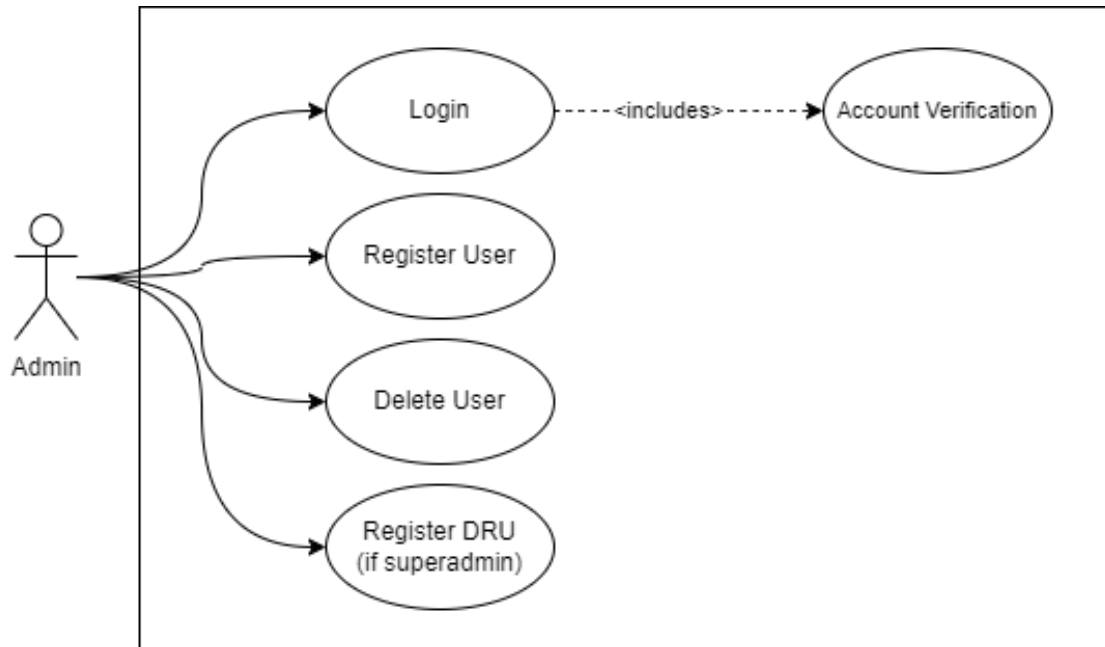 Login
<includes>
Account Verification
Register User
Admin
Delete User
Register DRU
(if superadmin)